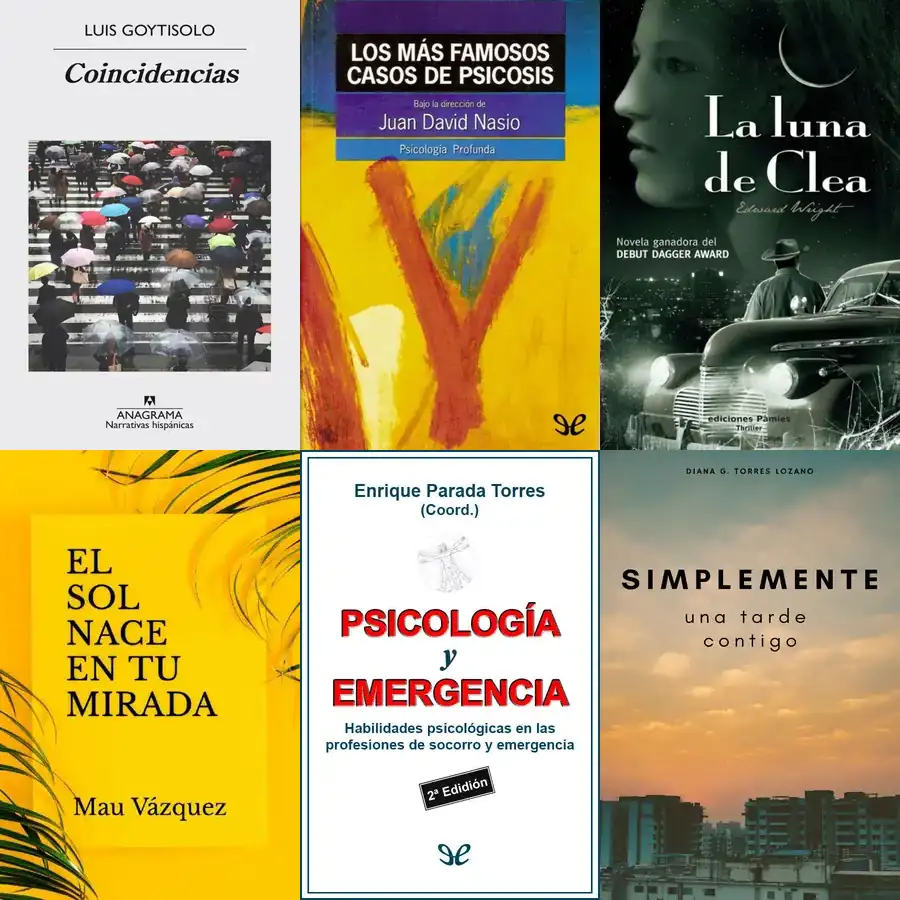 LUIS GOYTISOLO
Coincidencias
ANAGRAMA
Narrativas hispánicas
LOS MÁS FAMOSOS
CASOS DE PSICOSIS
Bajo la dirección de
Juan David Nasio
Psicología Profunda
La luna
de Clea
Edward Wright
Novela ganadora del
DEBUT DAGGER AWARD
ediciones Pàmies
Thriller
EL
SOL
NACE
EN TU
MIRADA
Mau Vázquez
Enrique Parada Torres
(Coord.)
PSICOLOGÍA
y
EMERGENCIA
Habilidades psicológicas en las
profesiones de socorro y emergencia
2ª Edidión
DIANA G. TORRES LOZANO
SIMPLEMENTE
una tarde
contigo